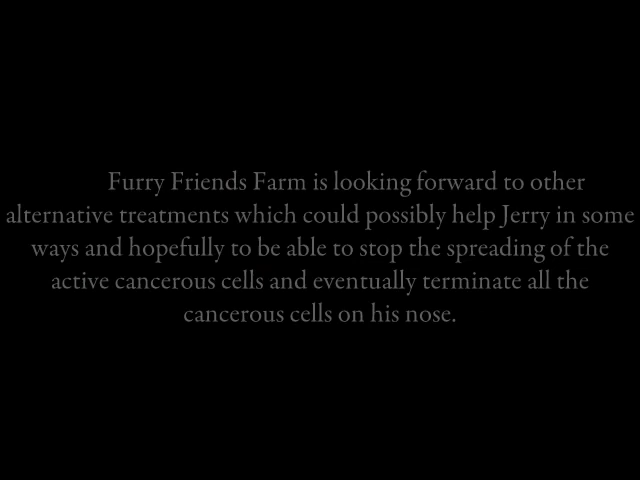 Furry Friends Farm is looking forward to other
alternative treatments which could possibly help Jerry in some
ways and hopefully to be able to stop the spreading of the
active cancerous cells and eventually terminate all the
cancerous cells on his nose.